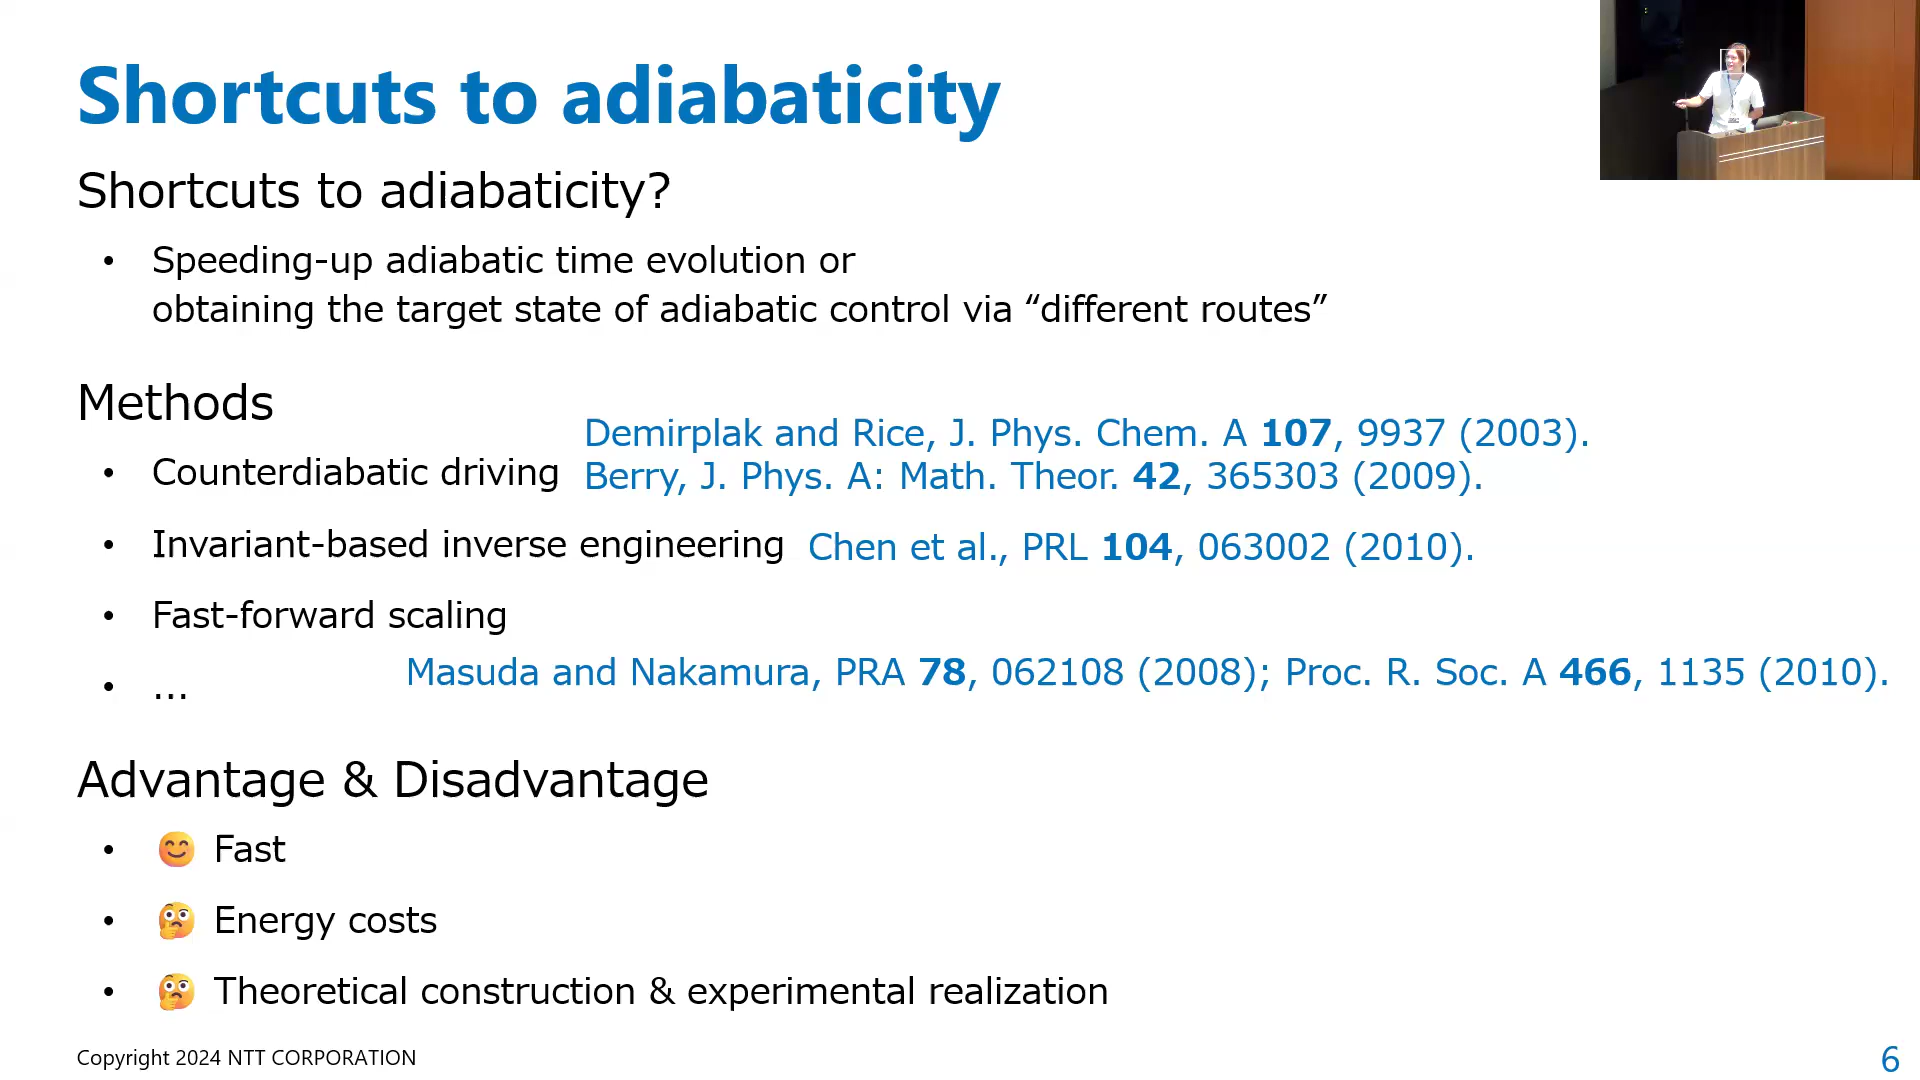 Shortcuts to adiabaticity
Shortcuts to adiabaticity?
• Speeding-up adiabatic time evolution or
obtaining the target state of adiabatic control via “different routes”
Methods
Demirplak and Rice, J. Phys. Chem. A 107, 9937 (2003).
• Counterdiabatic driving
Berry, J. Phys. A: Math. Theor. 42, 365303 (2009).
• Invariant-based inverse engineering Chen et al., PRL 104, 063002 (2010).
• Fast-forward scaling
Masuda and Nakamura, PRA 78, 062108 (2008); Proc. R. Soc. A 466, 1135 (2010).
• ...
Advantage & Disadvantage
• 😊 Fast
• 🤔 Energy costs
• 🤔 Theoretical construction & experimental realization
Copyright 2024 NTT CORPORATION
6